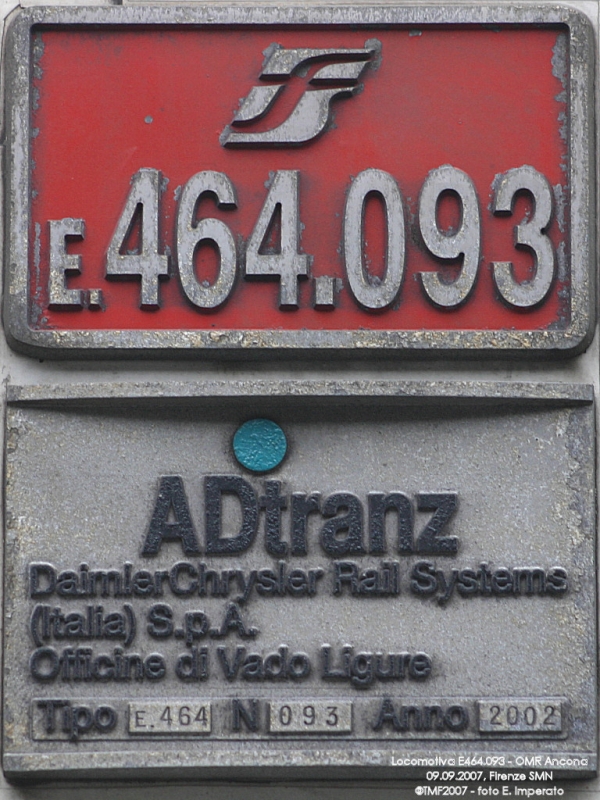 E.464.093
ADtranz
DaimlerChrysler Rail Systems
(Italia) S.p.A.
Officine di Vado Ligure
Tipo E.464 N 093 Anno 2002
Locomotiva E464.093 - OMR Ancona
09.09.2007, Firenze SMN
©TMF2007 - foto E. Imperato